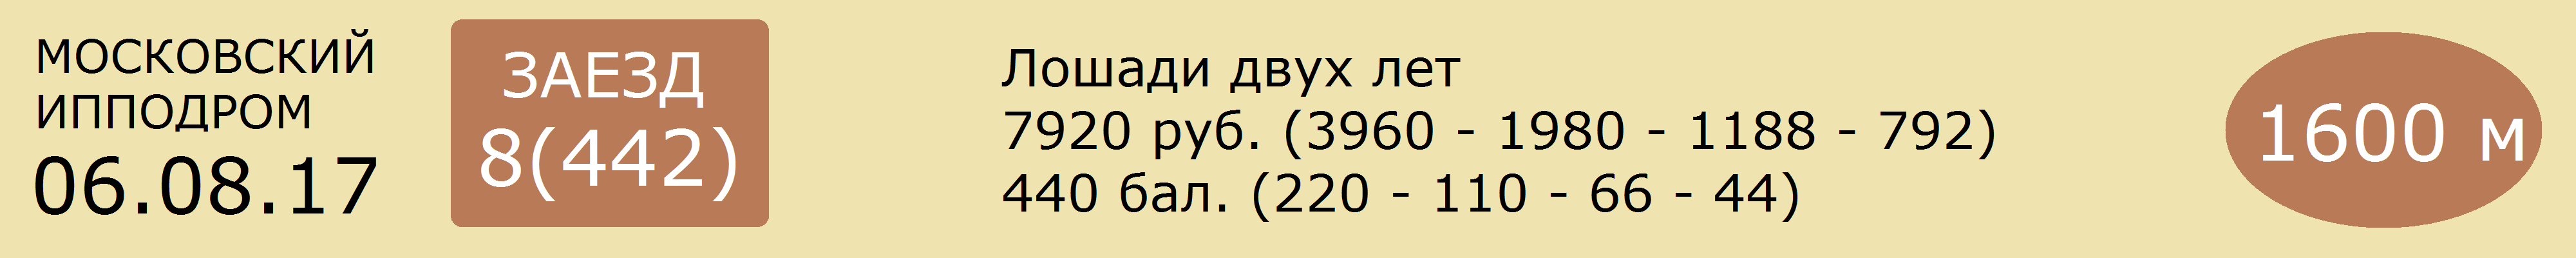 МОСКОВСКИЙ
ИППОДРОМ
06.08.17
ЗАЕЗД
8(442)
Лошади двух лет
7920 руб. (3960 - 1980 - 1188 - 792)
440 бал. (220 - 110 - 66 - 44)
1600 м